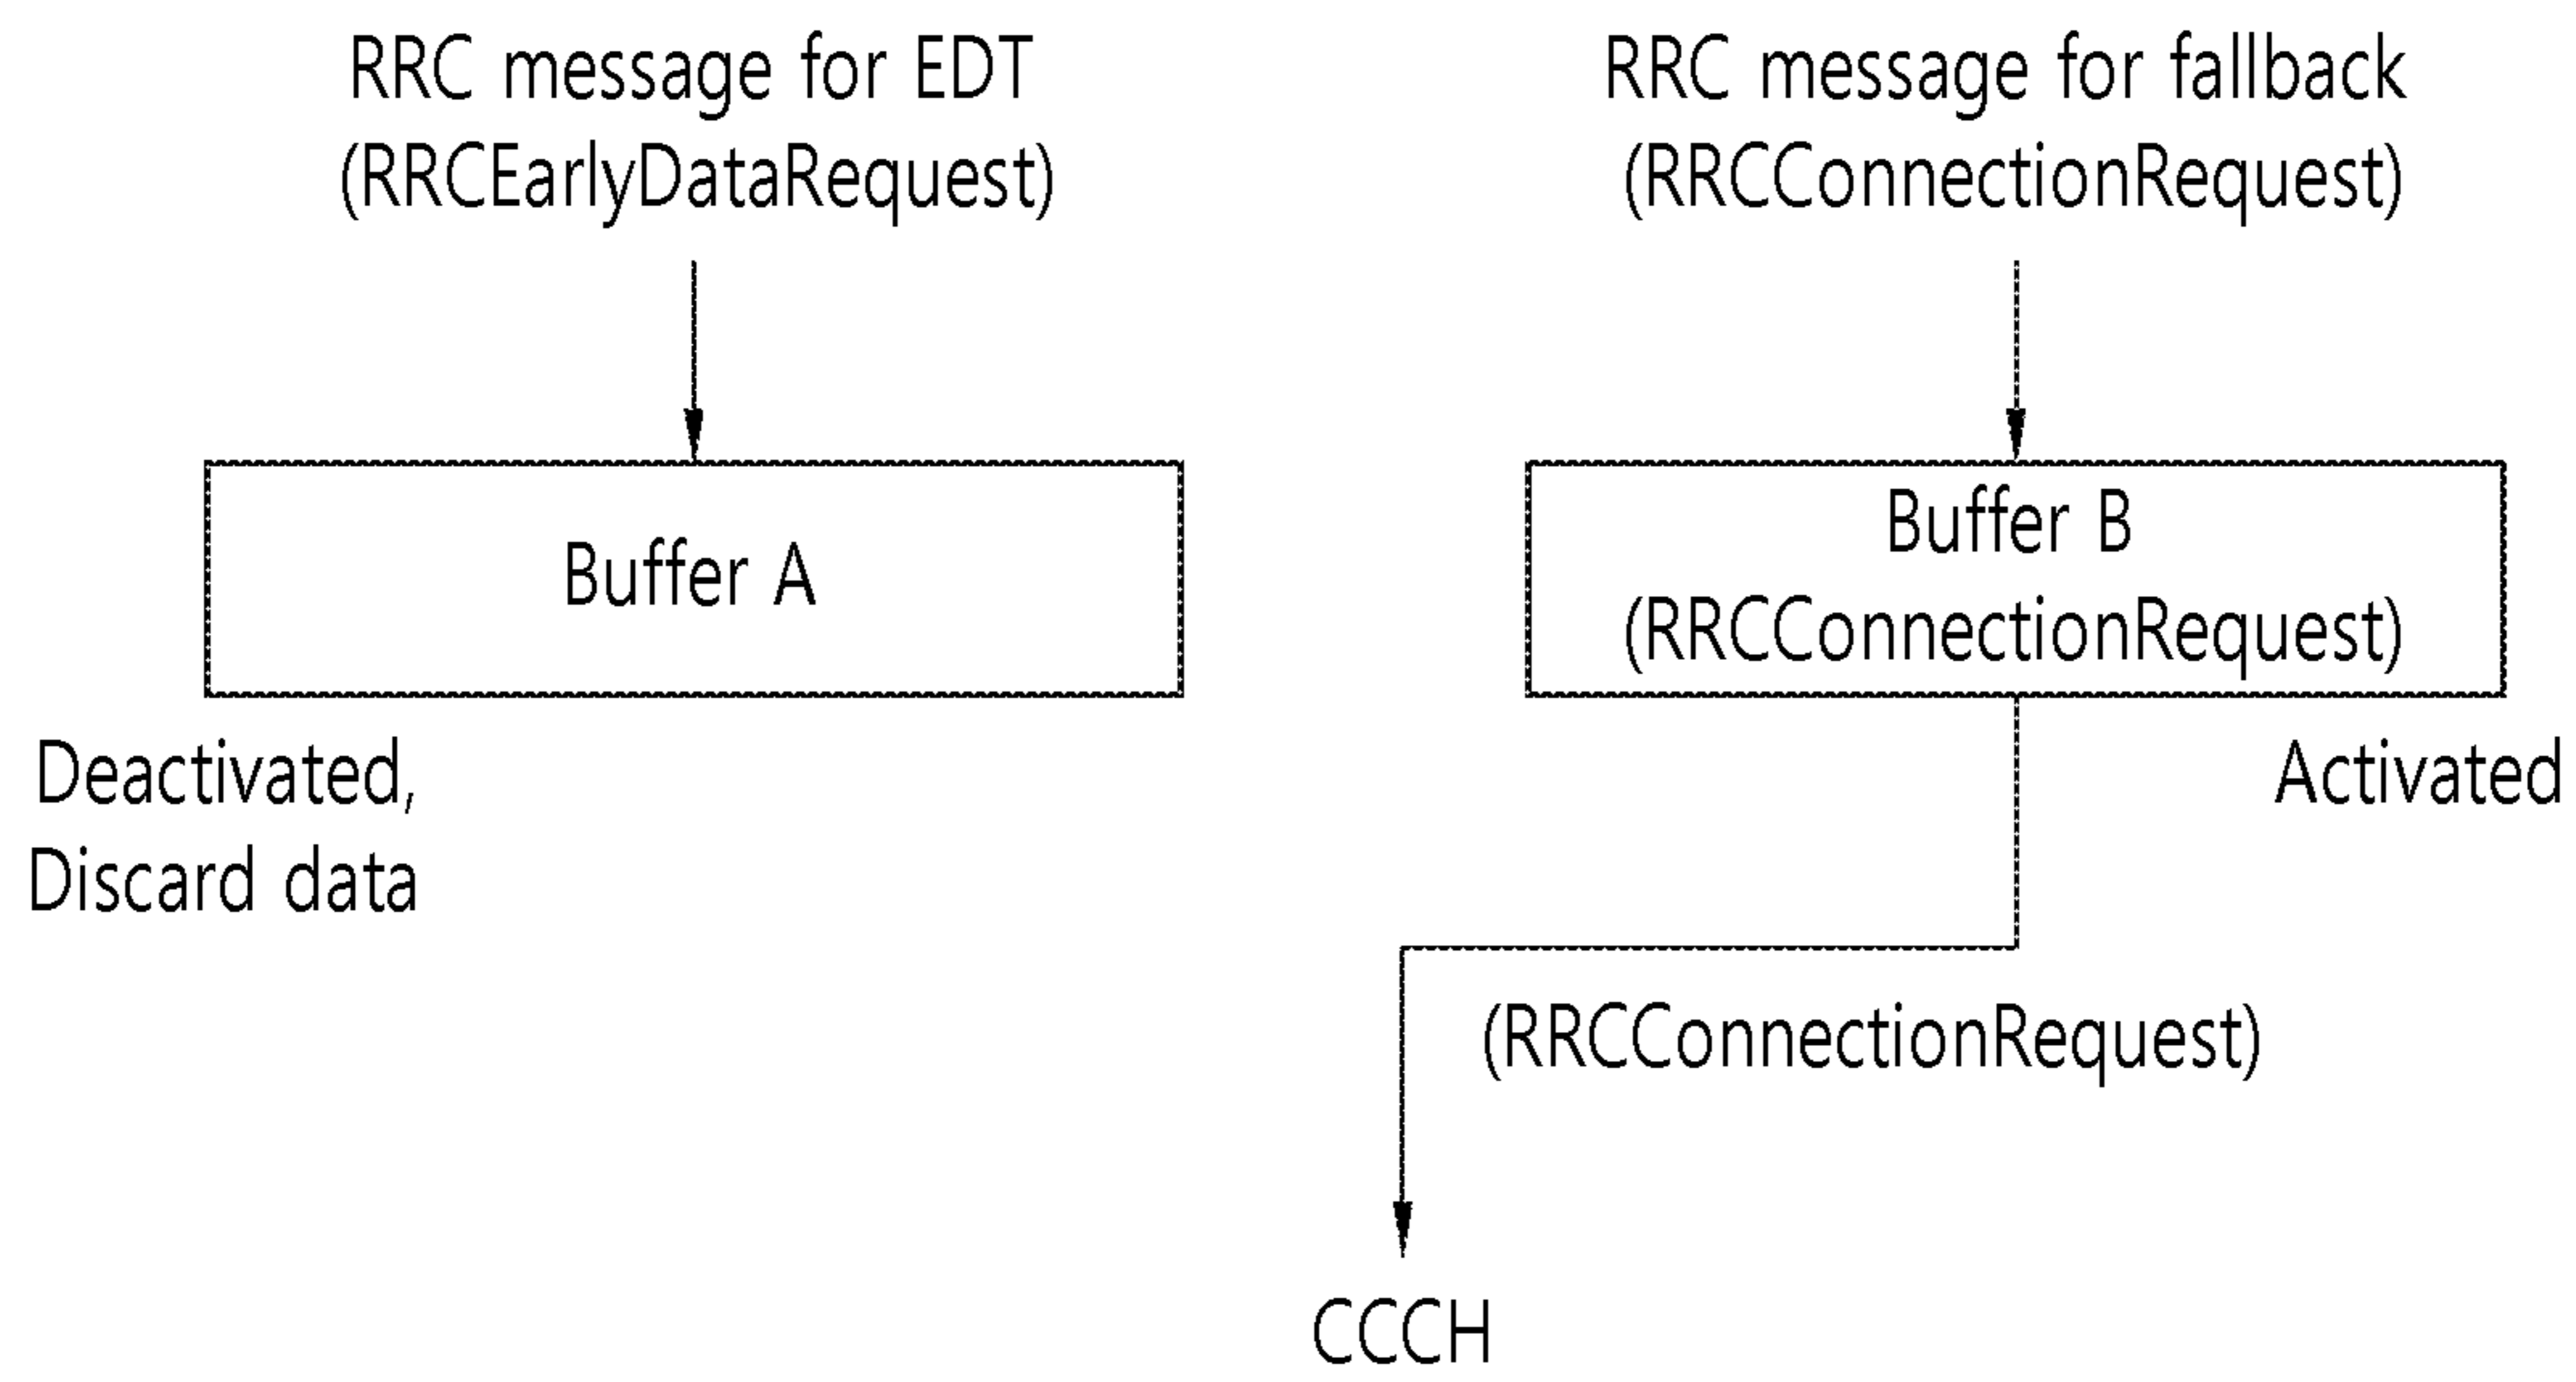 RRC message for EDT
(RRCEarlyDataRequest)
RRC message for fallback
(RRCConnectionRequest)
Buffer A
Buffer B
(RRCConnectionRequest)
Deactivated,
Discard data
Activated
(RRCConnectionRequest)
CCCH